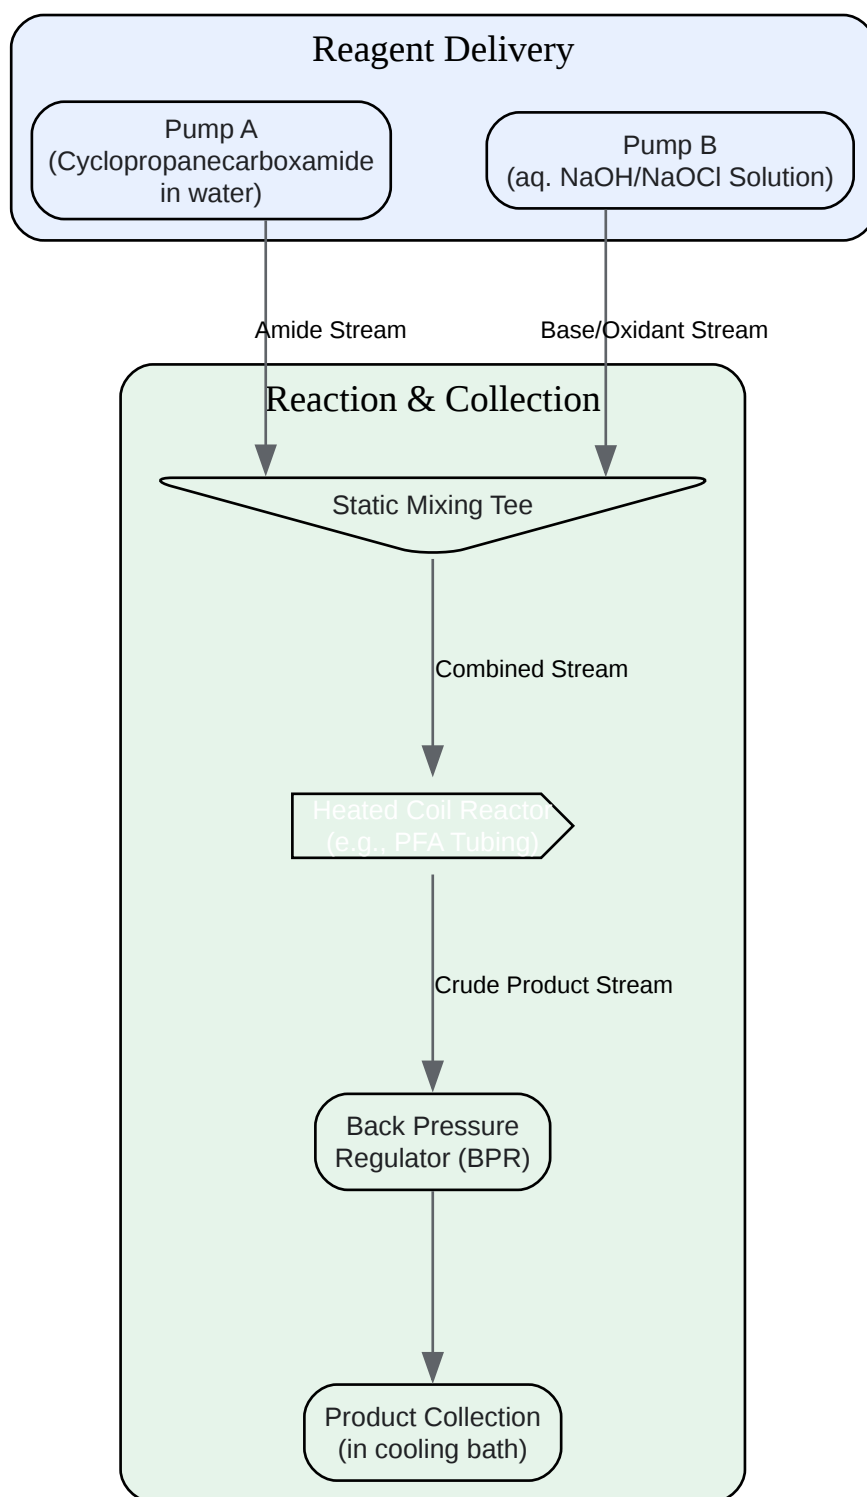 Reagent Delivery
Pump A
(Cyclopropanecarboxamide
in water)
Pump B
(aq. NaOH/NaOCl Solution)
Amide Stream
Base/Oxidant Stream
Reaction & Collection
Static Mixing Tee
Combined Stream
Heated Coil Reactor
(e.g., PFA Tubing)
Crude Product Stream
Back Pressure
Regulator (BPR)
Product Collection
(in cooling bath)